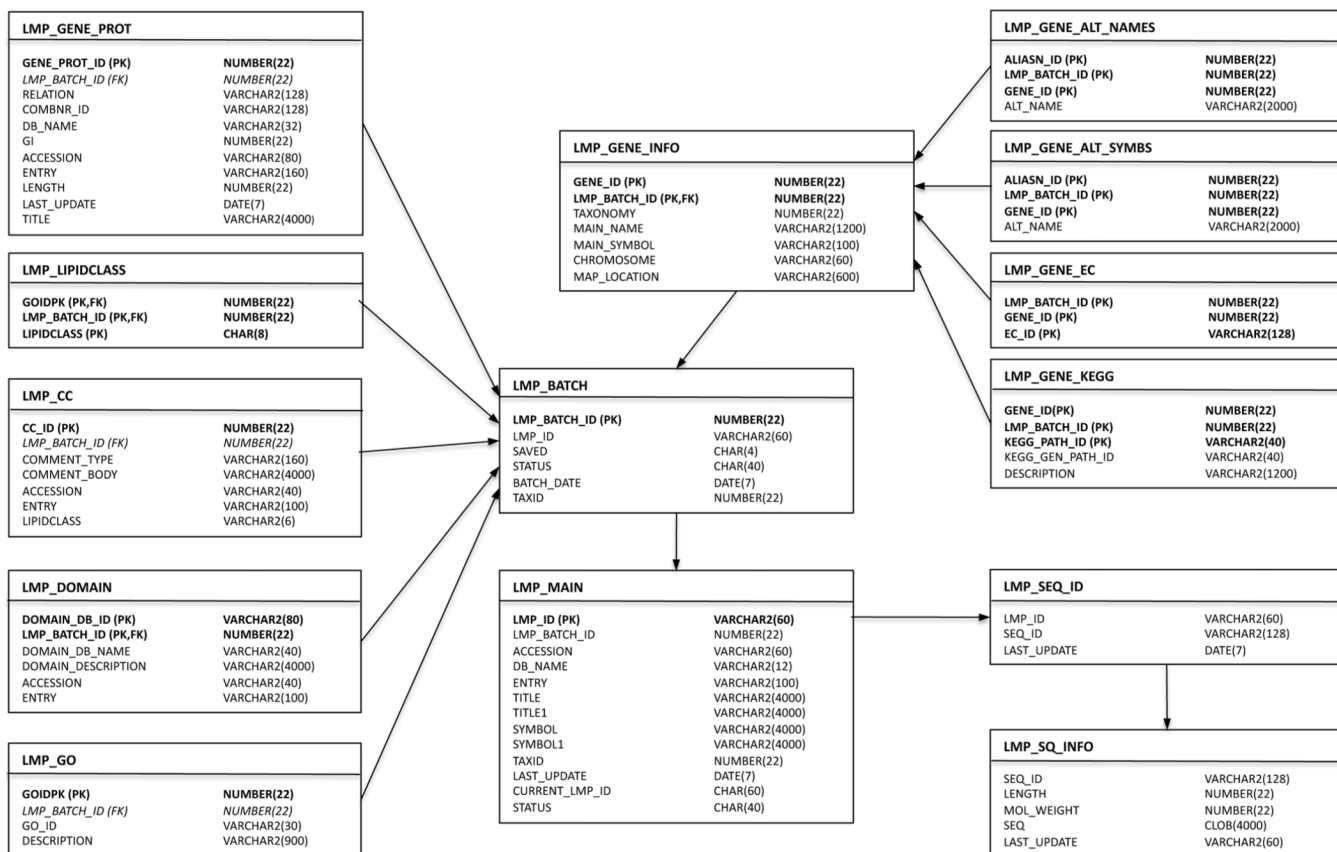 LMP_GENE_PROT
GENE_PROT_ID (PK) NUMBER(22)
LMP_BATCH_ID (FK) NUMBER(22)
RELATION VARCHAR2(128)
COMBNR_ID VARCHAR2(128)
DB_NAME VARCHAR2(32)
GI NUMBER(22)
ACCESSION VARCHAR2(80)
ENTRY VARCHAR2(160)
LENGTH NUMBER(22)
LAST_UPDATE DATE(7)
TITLE VARCHAR2(4000)
LMP_LIPIDCLASS
GOIDPK (PK,FK) NUMBER(22)
LMP_BATCH_ID (PK,FK) NUMBER(22)
LIPIDCLASS (PK) CHAR(8)
LMP_CC
CC_ID (PK) NUMBER(22)
LMP_BATCH_ID (FK) NUMBER(22)
COMMENT_TYPE VARCHAR2(160)
COMMENT_BODY VARCHAR2(4000)
ACCESSION VARCHAR2(40)
ENTRY VARCHAR2(100)
LIPIDCLASS VARCHAR2(6)
LMP_DOMAIN
DOMAIN_DB_ID (PK) VARCHAR2(80)
LMP_BATCH_ID (PK,FK) NUMBER(22)
DOMAIN_DB_NAME VARCHAR2(40)
DOMAIN_DESCRIPTION VARCHAR2(4000)
ACCESSION VARCHAR2(40)
ENTRY VARCHAR2(100)
LMP_GO
GOIDPK (PK) NUMBER(22)
LMP_BATCH_ID (FK) NUMBER(22)
GO_ID VARCHAR2(30)
DESCRIPTION VARCHAR2(900)
LMP_GENE_INFO
GENE_ID (PK) NUMBER(22)
LMP_BATCH_ID (PK,FK) NUMBER(22)
TAXONOMY NUMBER(22)
MAIN_NAME VARCHAR2(1200)
MAIN_SYMBOL VARCHAR2(100)
CHROMOSOME VARCHAR2(60)
MAP_LOCATION VARCHAR2(600)
LMP_BATCH
LMP_BATCH_ID (PK) NUMBER(22)
LMP_ID VARCHAR2(60)
SAVED CHAR(4)
STATUS CHAR(40)
BATCH_DATE DATE(7)
TAXID NUMBER(22)
LMP_MAIN
LMP_ID (PK) VARCHAR2(60)
LMP_BATCH_ID NUMBER(22)
ACCESSION VARCHAR2(60)
DB_NAME VARCHAR2(12)
ENTRY VARCHAR2(100)
TITLE VARCHAR2(4000)
TITLE1 VARCHAR2(4000)
SYMBOL VARCHAR2(4000)
SYMBOL1 VARCHAR2(4000)
TAXID NUMBER(22)
LAST_UPDATE DATE(7)
CURRENT_LMP_ID CHAR(60)
STATUS CHAR(40)
LMP_GENE_ALT_NAMES
ALIASN_ID (PK) NUMBER(22)
LMP_BATCH_ID (PK) NUMBER(22)
GENE_ID (PK) NUMBER(22)
ALT_NAME VARCHAR2(2000)
LMP_GENE_ALT_SYMBS
ALIASN_ID (PK) NUMBER(22)
LMP_BATCH_ID (PK) NUMBER(22)
GENE_ID (PK) NUMBER(22)
ALT_NAME VARCHAR2(2000)
LMP_GENE_EC
LMP_BATCH_ID (PK) NUMBER(22)
GENE_ID (PK) NUMBER(22)
EC_ID (PK) VARCHAR2(128)
LMP_GENE_KEGG
GENE_ID(PK) NUMBER(22)
LMP_BATCH_ID (PK) NUMBER(22)
KEGG_PATH_ID (PK) VARCHAR2(40)
KEGG_GEN_PATH_ID VARCHAR2(40)
DESCRIPTION VARCHAR2(1200)
LMP_SEQ_ID
LMP_ID VARCHAR2(60)
SEQ_ID VARCHAR2(128)
LAST_UPDATE DATE(7)
LMP_SQ_INFO
SEQ_ID VARCHAR2(128)
LENGTH NUMBER(22)
MOL_WEIGHT NUMBER(22)
SEQ CLOB(4000)
LAST_UPDATE VARCHAR2(60)